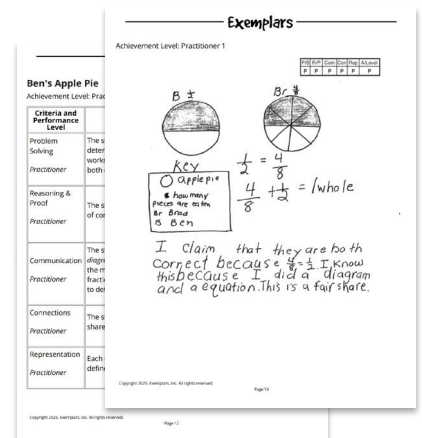 Exemplars
Achievement Level: Practitioner 1
P/S R/P Com Con Rep A/Level
P P P P P P
B 1/2
Br 4/8
Key
apple pie
how many
pieces are eaten
Br Brad
B Ben
1/2 = 4/8
4/8 + 1/2 = 1 whole
I claim that they are both
Correct because 4/8 = 1/2. I know
this because I did a diagram
and a equation. This is a fair share.
Copyright 2025, Exemplars, Inc. All rights reserved.
Page 13
Ben's Apple Pie
Achievement Level: Prac
Criteria and
Performance
Level
Problem
Solving
Practitioner
The s
deter
works
both
Reasoning &
Proof
Practitioner
The s
of cor
Communication
Practitioner
The s
diagra
the m
fracti
to de
Connections
Practitioner
The s
share
Representation
Practitioner
Each
define
Copyright 2025, Exemplars, Inc. All rights reserved.
Page 12